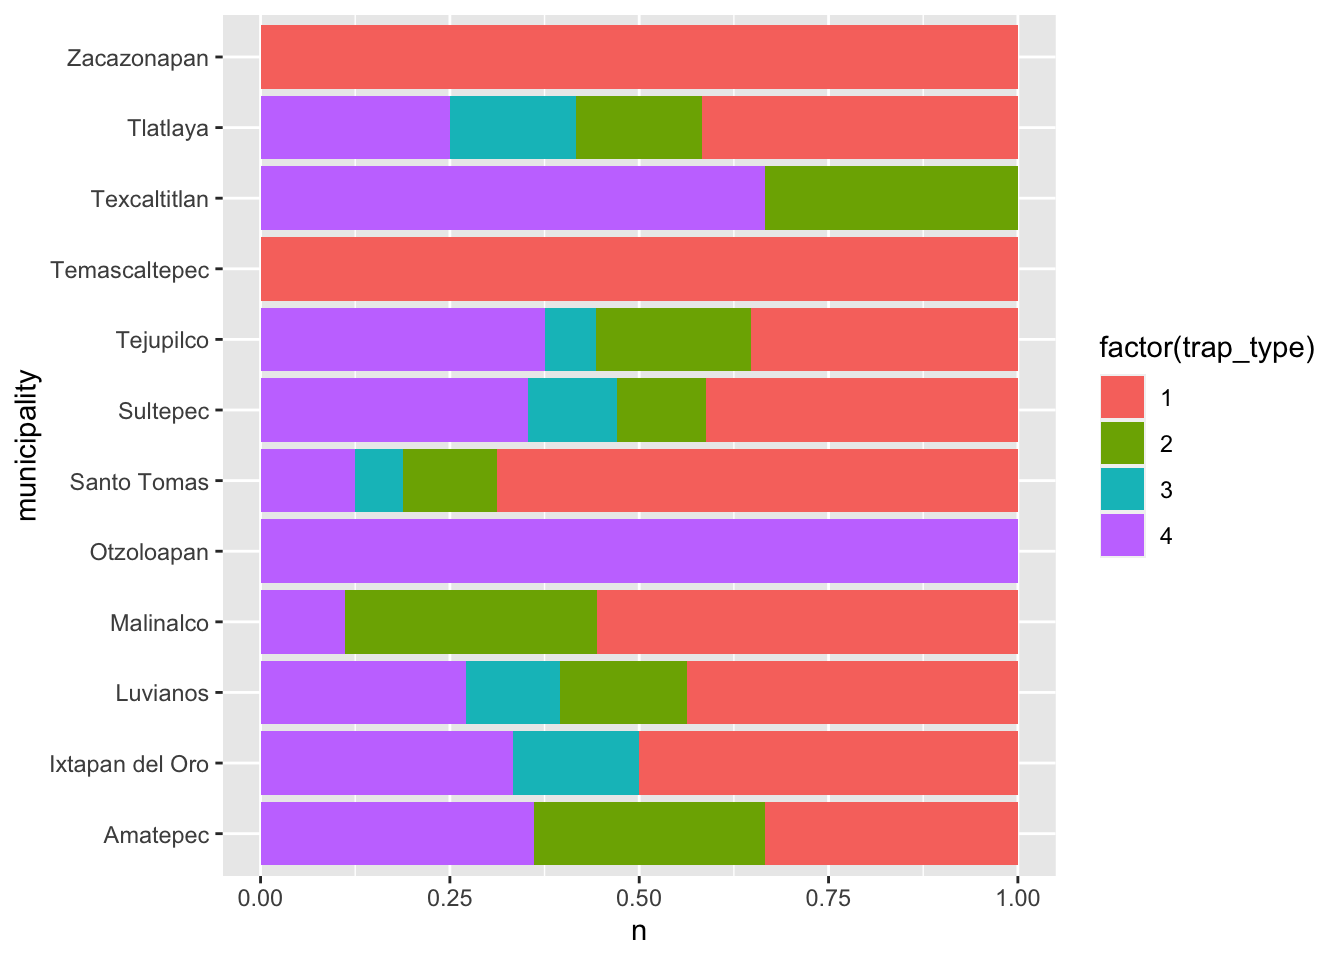 municipality
Zacazonapan
Tlatlaya
Texcaltitlan
Temascaltepec
Tejupilco
Sultepec
Santo Tomas
Otzoloapan
Malinalco
Luvianos
Ixtapan del Oro
Amatepec
0.00 0.25 0.50 0.75 1.00
n
factor(trap_type)
1
2
3
4